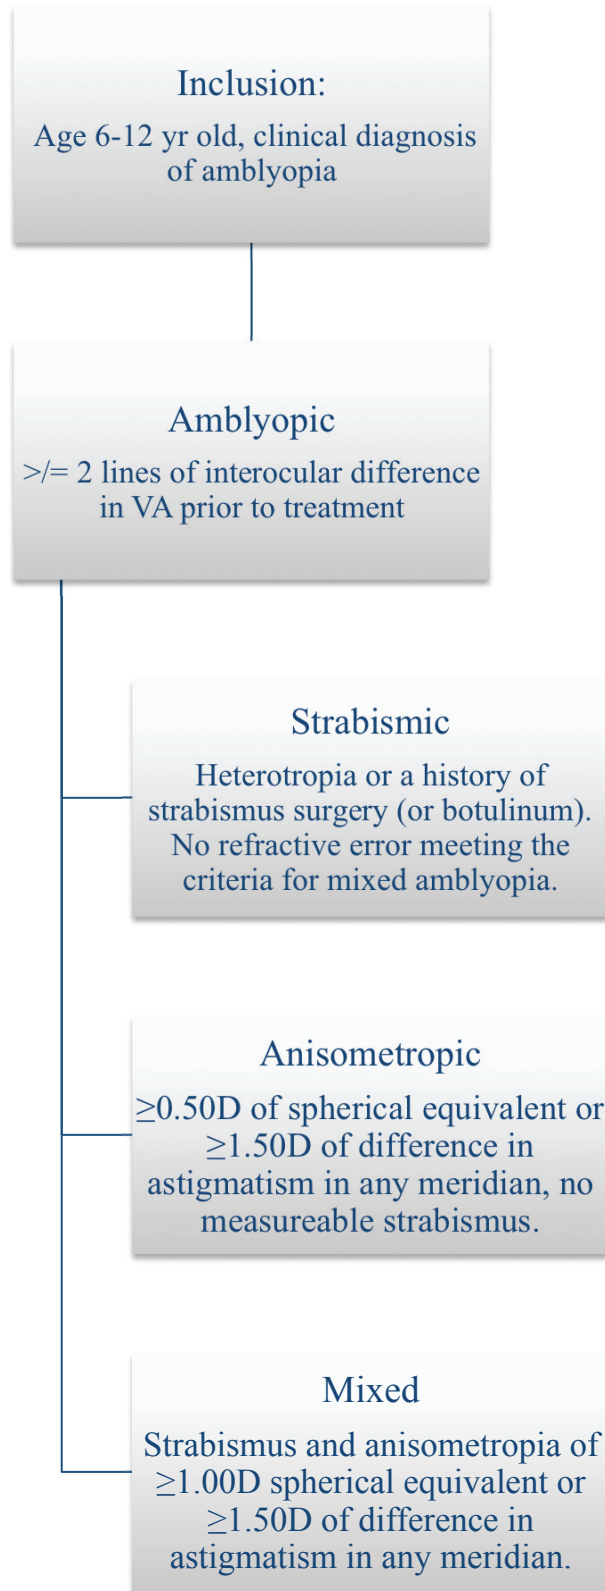 Inclusion:
Age 6-12 yr old, clinical diagnosis
of amblyopia
Amblyopic
>/= 2 lines of interocular difference
in VA prior to treatment
Strabismic
Heterotropia or a history of
strabismus surgery (or botulinum).
No refractive error meeting the
criteria for mixed amblyopia.
Anisometropic
≥0.50D of spherical equivalent or
≥1.50D of difference in
astigmatism in any meridian, no
measureable strabismus.
Mixed
Strabismus and anisometropia of
≥1.00D spherical equivalent or
≥1.50D of difference in
astigmatism in any meridian.